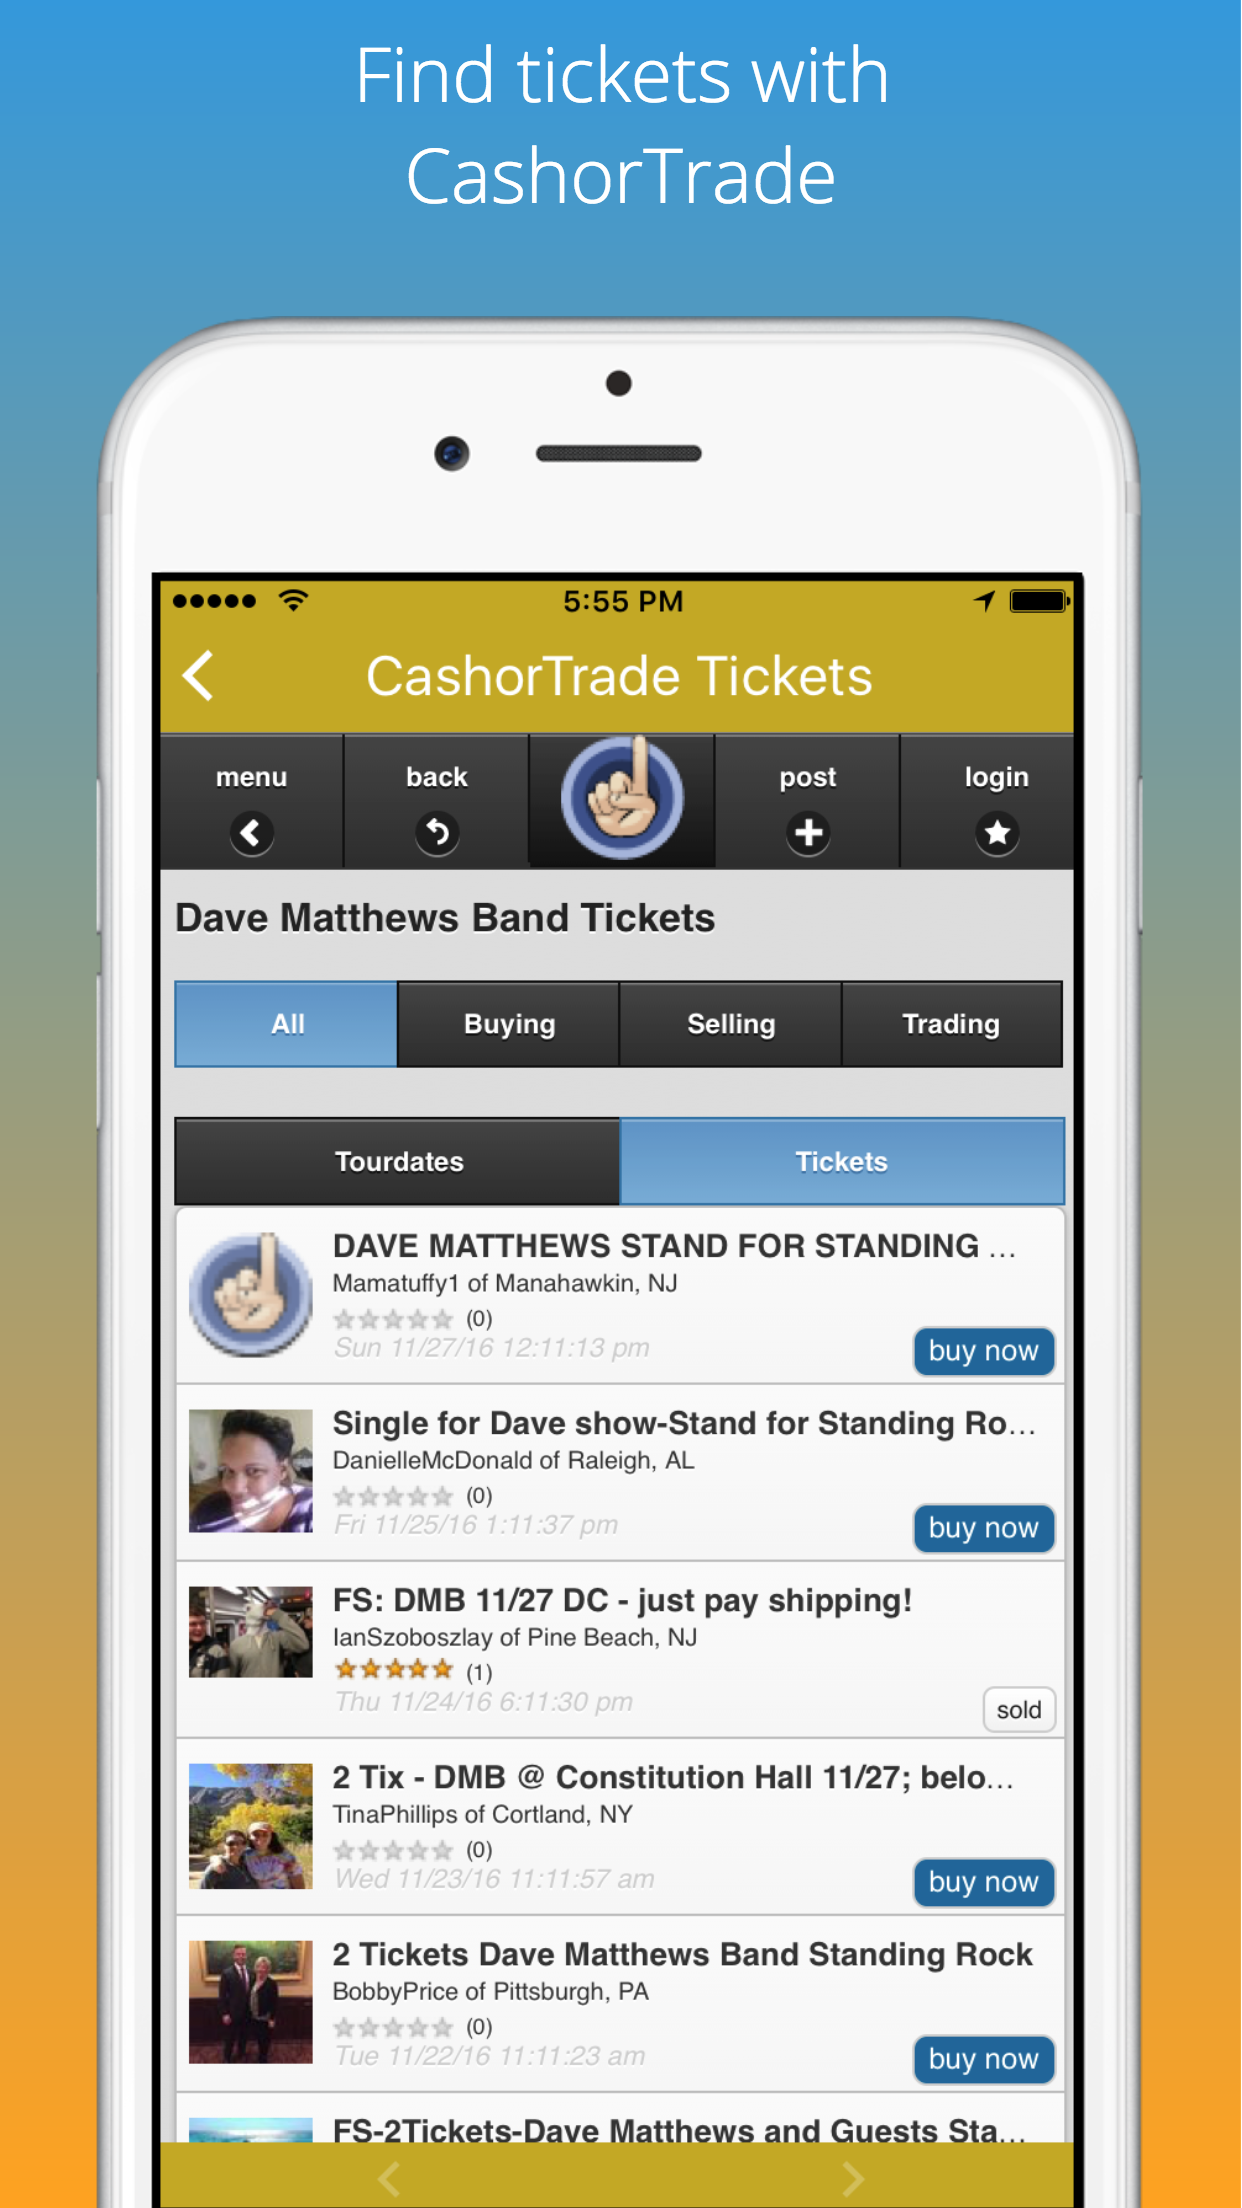 Find tickets with
CashorTrade
5:55 PM
CashorTrade Tickets
menu
back
post
login
Dave Matthews Band Tickets
All
Buying
Selling
Trading
Tourdates
Tickets
DAVE MATTHEWS STAND FOR STANDING ...
Mamatuffy1 of Manahawkin, NJ
(0)
Sun 11/27/16 12:11:13 pm
buy now
Single for Dave show-Stand for Standing Ro...
DanielleMcDonald of Raleigh, AL
(0)
Fri 11/25/16 1:11:37 pm
buy now
FS: DMB 11/27 DC - just pay shipping!
IanSzoboszlay of Pine Beach, NJ
(1)
Thu 11/24/16 6:11:30 pm
sold
2 Tix - DMB @ Constitution Hall 11/27; belo...
TinaPhillips of Cortland, NY
(0)
Wed 11/23/16 11:11:57 am
buy now
2 Tickets Dave Matthews Band Standing Rock
BobbyPrice of Pittsburgh, PA
(0)
Tue 11/22/16 11:11:23 am
buy now
FS-2Tickets-Dave Matthews and Guests Sta...